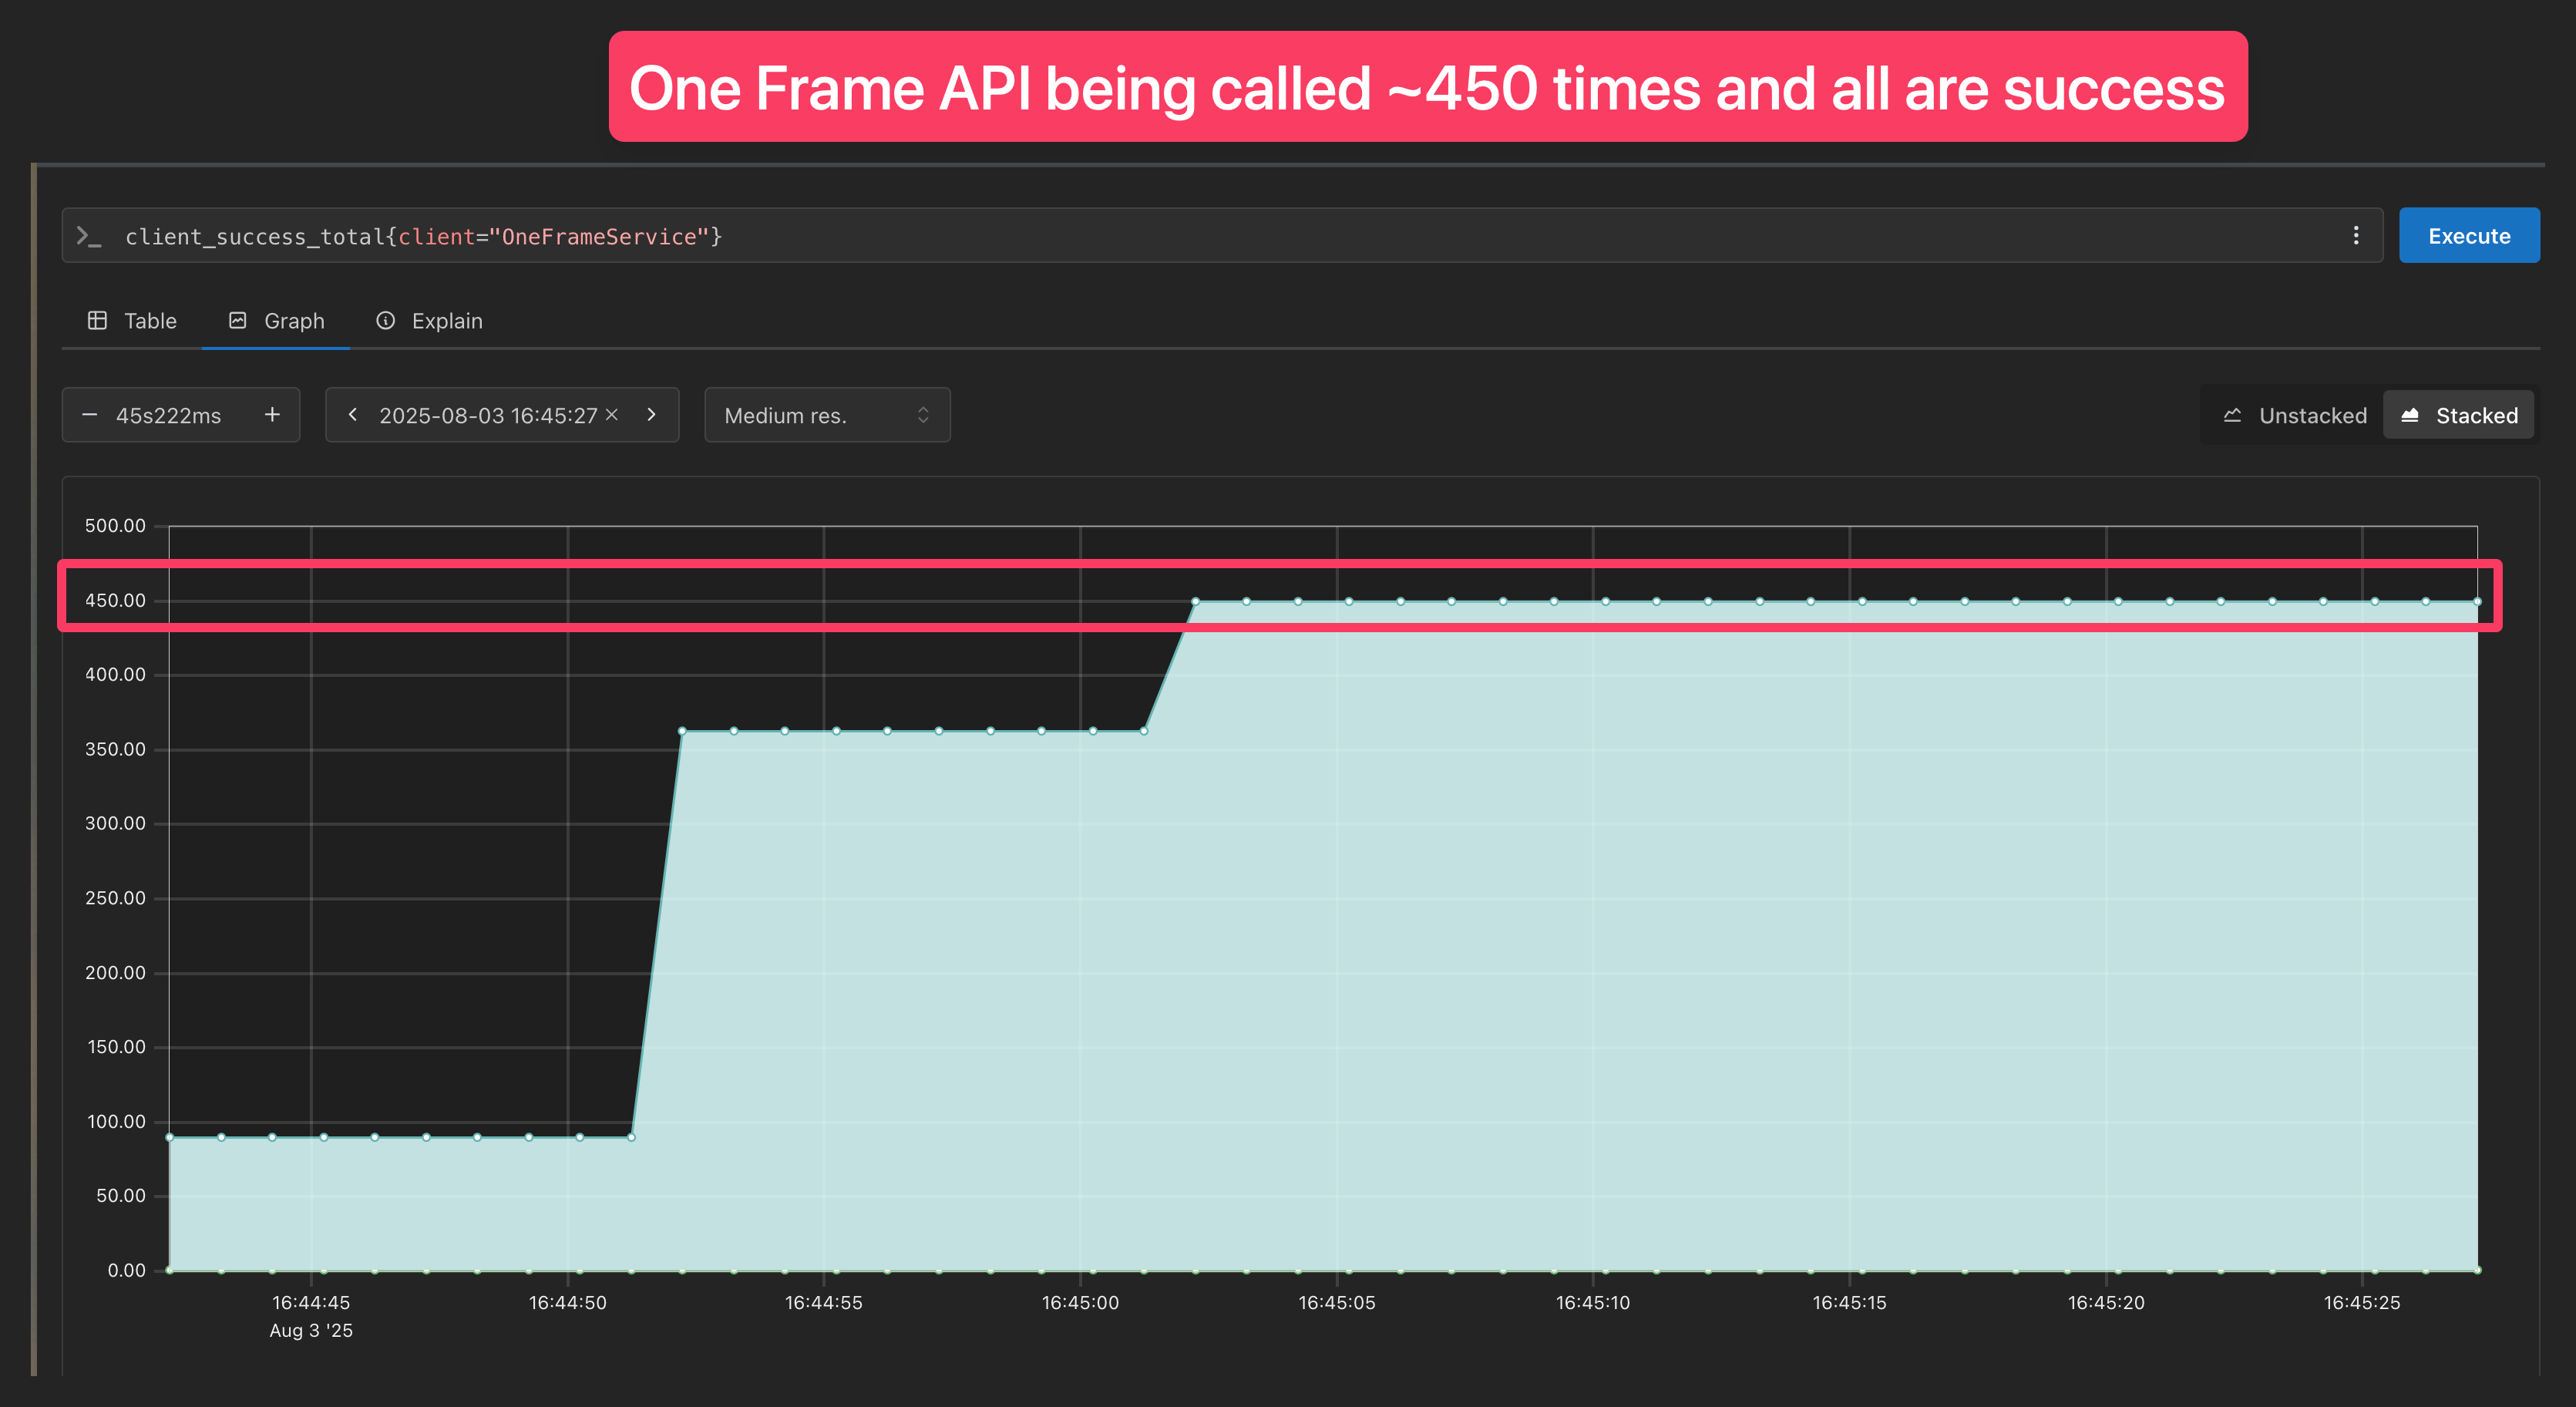 One Frame API being called ~450 times and all are success
>_ client_success_total{client="OneFrameService"}
Execute
Table Graph Explain
− 45s222ms + < 2025-08-03 16:45:27 × > Medium res. Unstacked Stacked
500.00
450.00
400.00
350.00
300.00
250.00
200.00
150.00
100.00
50.00
0.00
16:44:45 16:44:50 16:44:55 16:45:00 16:45:05 16:45:10 16:45:15 16:45:20 16:45:25
Aug 3 '25